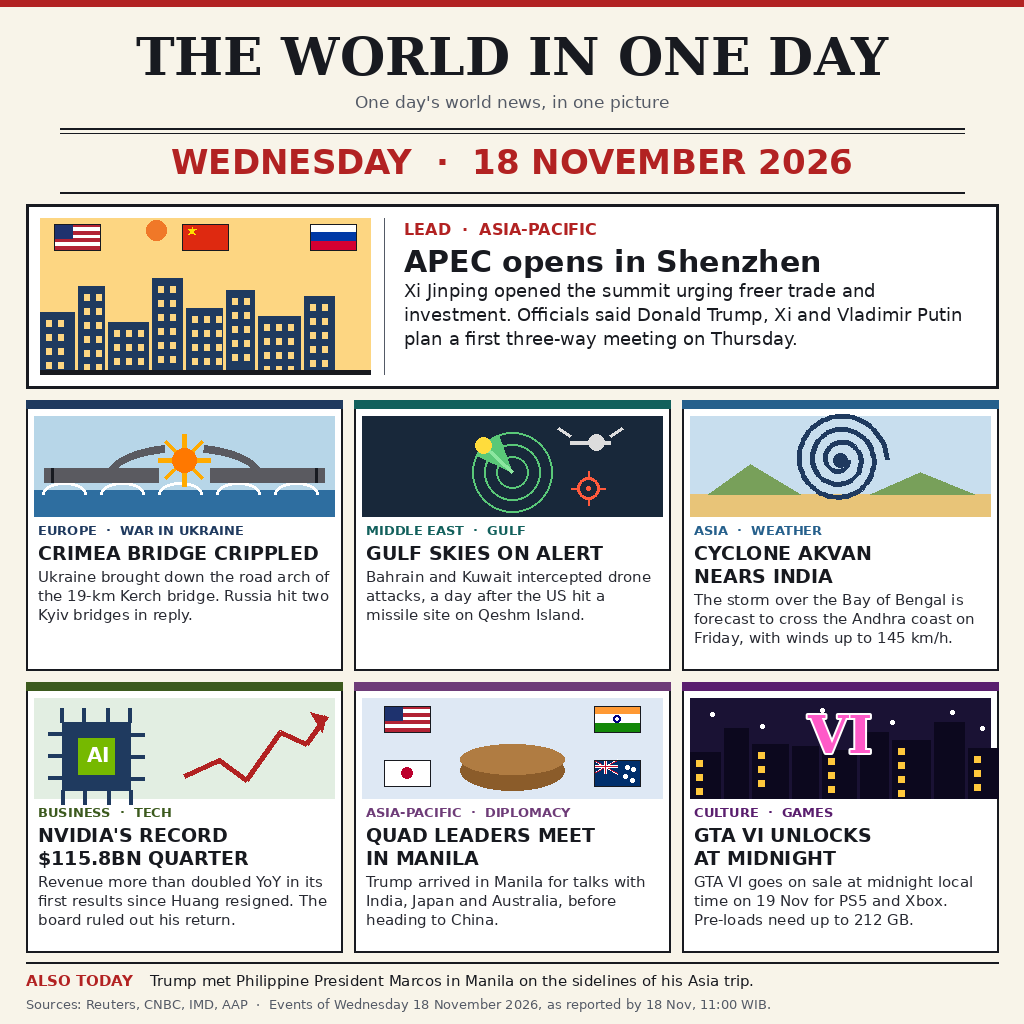 THE WORLD IN ONE DAY
One day's world news, in one picture
WEDNESDAY · 18 NOVEMBER 2026
LEAD · ASIA-PACIFIC
APEC opens in Shenzhen
Xi Jinping opened the summit urging freer trade and
investment. Officials said Donald Trump, Xi and Vladimir Putin
plan a first three-way meeting on Thursday.
EUROPE · WAR IN UKRAINE
CRIMEA BRIDGE CRIPPLED
Ukraine brought down the road arch of
the 19-km Kerch bridge. Russia hit two
Kyiv bridges in reply.
MIDDLE EAST · GULF
GULF SKIES ON ALERT
Bahrain and Kuwait intercepted drone
attacks, a day after the US hit a
missile site on Qeshm Island.
ASIA · WEATHER
CYCLONE AKVAN
NEARS INDIA
The storm over the Bay of Bengal is
forecast to cross the Andhra coast on
Friday, with winds up to 145 km/h.
AI
BUSINESS · TECH
NVIDIA'S RECORD
$115.8BN QUARTER
Revenue more than doubled YoY in its
first results since Huang resigned. The
board ruled out his return.
ASIA-PACIFIC · DIPLOMACY
QUAD LEADERS MEET
IN MANILA
Trump arrived in Manila for talks with
India, Japan and Australia, before
heading to China.
VI
CULTURE · GAMES
GTA VI UNLOCKS
AT MIDNIGHT
GTA VI goes on sale at midnight local
time on 19 Nov for PS5 and Xbox.
Pre-loads need up to 212 GB.
ALSO TODAY Trump met Philippine President Marcos in Manila on the sidelines of his Asia trip.
Sources: Reuters, CNBC, IMD, AAP · Events of Wednesday 18 November 2026, as reported by 18 Nov, 11:00 WIB.